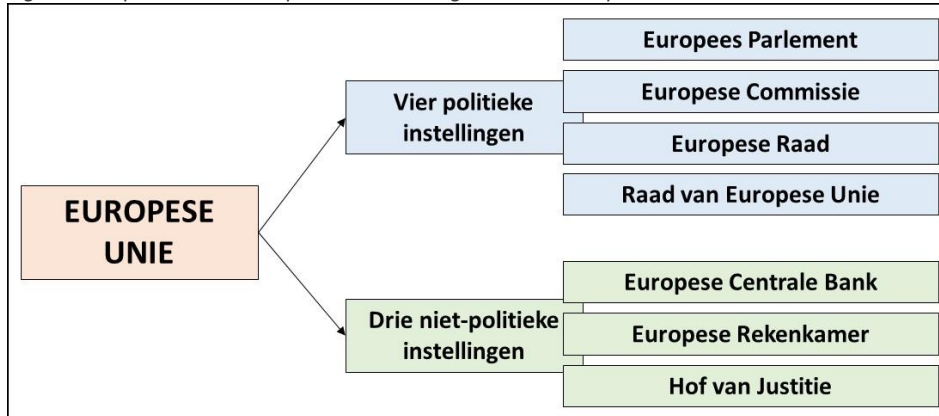 EUROPESE
UNIE
Vier politieke
instellingen
Europees Parlement
Europese Commissie
Europese Raad
Raad van Europese Unie
Drie niet-politieke
instellingen
Europese Centrale Bank
Europese Rekenkamer
Hof van Justitie